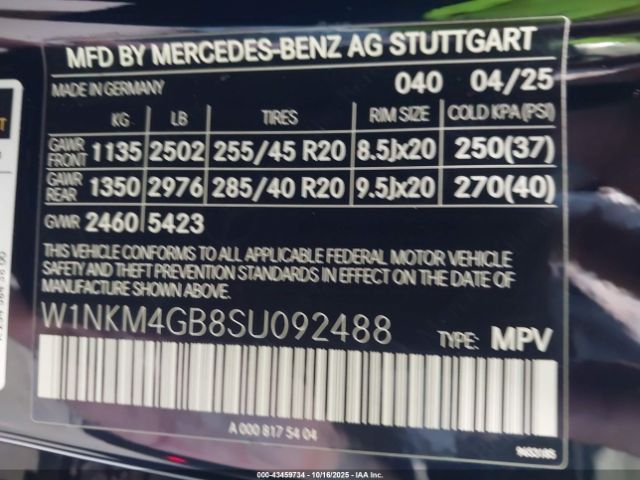 MFD BY MERCEDES-BENZ AG STUTTGART
MADE IN GERMANY 040 04/25
KG LB TIRES RIM SIZE COLD KPA (PSI)
GAWR FRONT 1135 2502 255/45 R20 8.5Jx20 250(37)
GAWR REAR 1350 2976 285/40 R20 9.5Jx20 270(40)
GVWR 2460 5423
THIS VEHICLE CONFORMS TO ALL APPLICABLE FEDERAL MOTOR VEHICLE
SAFETY AND THEFT PREVENTION STANDARDS IN EFFECT ON THE DATE OF
MANUFACTURE SHOWN ABOVE.
W1NKM4GB8SU092488 TYPE: MPV
A 000 817 54 04
000-43459734 | 10/16/2025 | IAA, Inc.